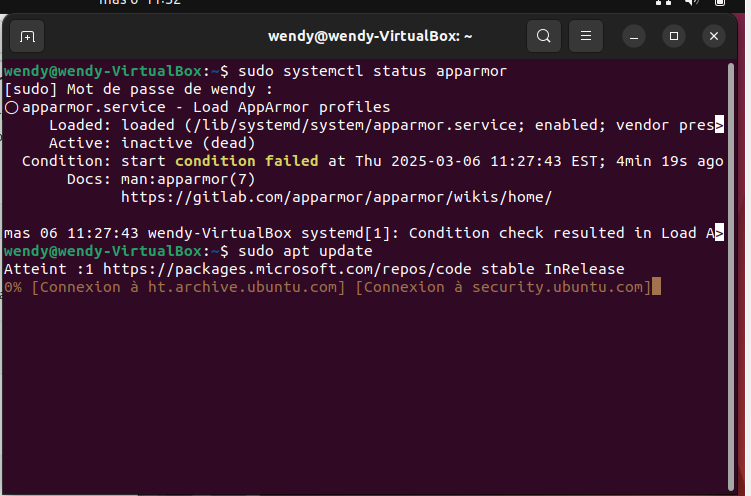 mas 6 11:32
wendy@wendy-VirtualBox: ~
wendy@wendy-VirtualBox:~$ sudo systemctl status apparmor
[sudo] Mot de passe de wendy :
○ apparmor.service - Load AppArmor profiles
Loaded: loaded (/lib/systemd/system/apparmor.service; enabled; vendor pres>
Active: inactive (dead)
Condition: start condition failed at Thu 2025-03-06 11:27:43 EST; 4min 19s ago
Docs: man:apparmor(7)
https://gitlab.com/apparmor/apparmor/wikis/home/
mas 06 11:27:43 wendy-VirtualBox systemd[1]: Condition check resulted in Load A>
wendy@wendy-VirtualBox:~$ sudo apt update
Atteint :1 https://packages.microsoft.com/repos/code stable InRelease
0% [Connexion à ht.archive.ubuntu.com] [Connexion à security.ubuntu.com]